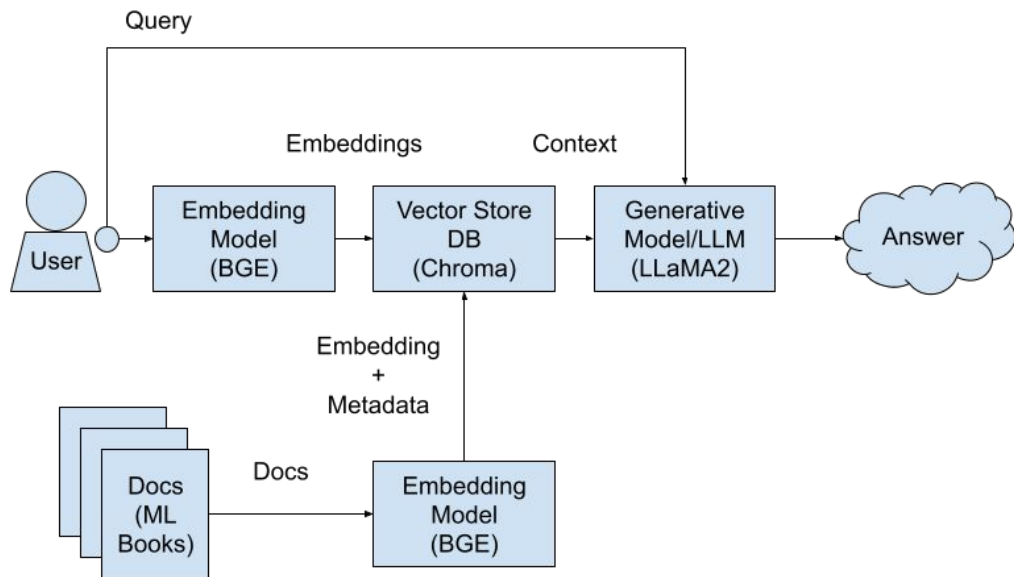 Query
Embeddings
Context
User
Embedding
Model
(BGE)
Vector Store
DB
(Chroma)
Generative
Model/LLM
(LLaMA2)
Answer
Embedding
+
Metadata
Docs
(ML
Books)
Docs
Embedding
Model
(BGE)